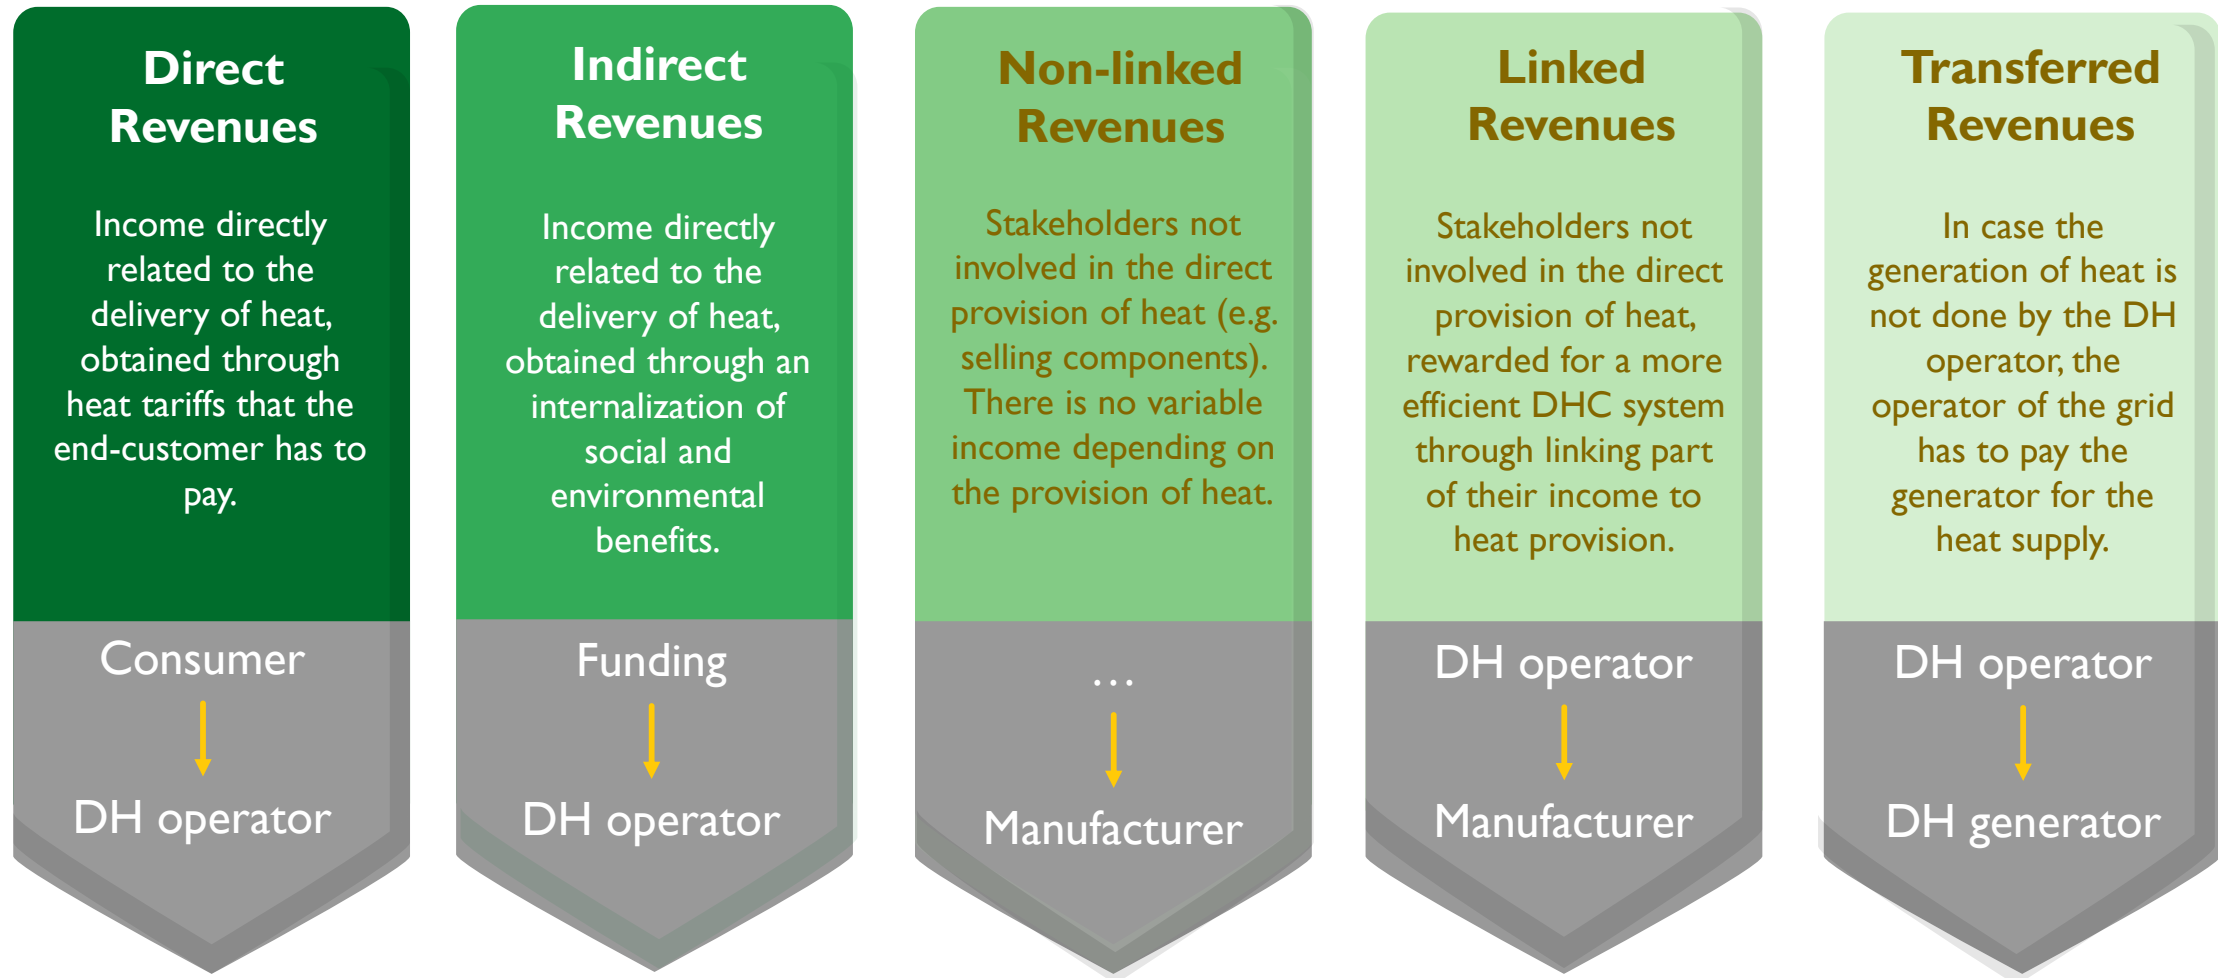 Direct
Revenues
Income directly
related to the
delivery of heat,
obtained through
heat tariffs that the
end-customer has to
pay.
Consumer
DH operator
Indirect
Revenues
Income directly
related to the
delivery of heat,
obtained through an
internalization of
social and
environmental
benefits.
Funding
DH operator
Non-linked
Revenues
Stakeholders not
involved in the direct
provision of heat (e.g.
selling components).
There is no variable
income depending on
the provision of heat.
...
Manufacturer
Linked
Revenues
Stakeholders not
involved in the direct
provision of heat,
rewarded for a more
efficient DHC system
through linking part
of their income to
heat provision.
DH operator
Manufacturer
Transferred
Revenues
In case the
generation of heat is
not done by the DH
operator, the
operator of the grid
has to pay the
generator for the
heat supply.
DH operator
DH generator